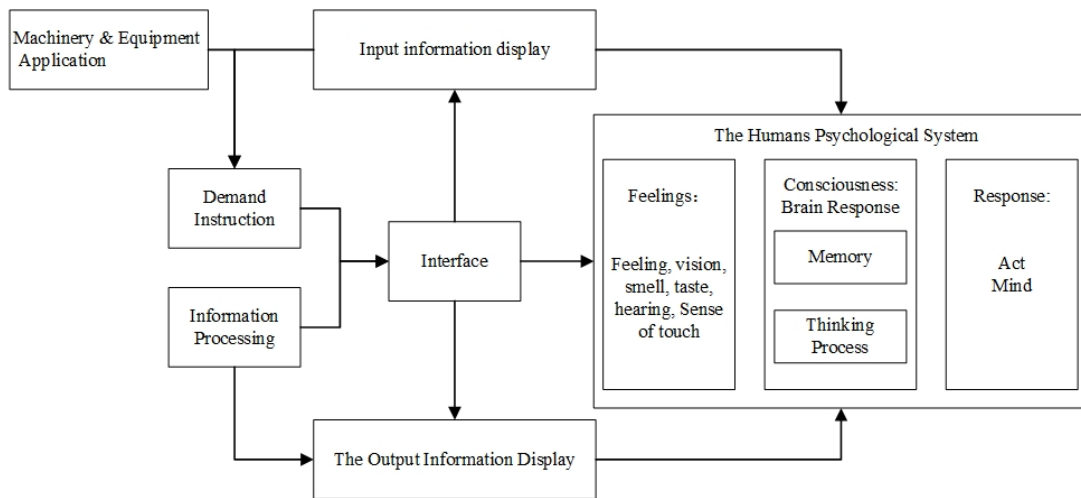 Machinery & Equipment
Application
Input information display
The Humans Psychological System
Demand
Instruction
Interface
Information
Processing
Feelings：
Feeling, vision,
smell, taste,
hearing, Sense
of touch
Consciousness:
Brain Response
Memory
Thinking
Process
Response:
Act
Mind
The Output Information Display